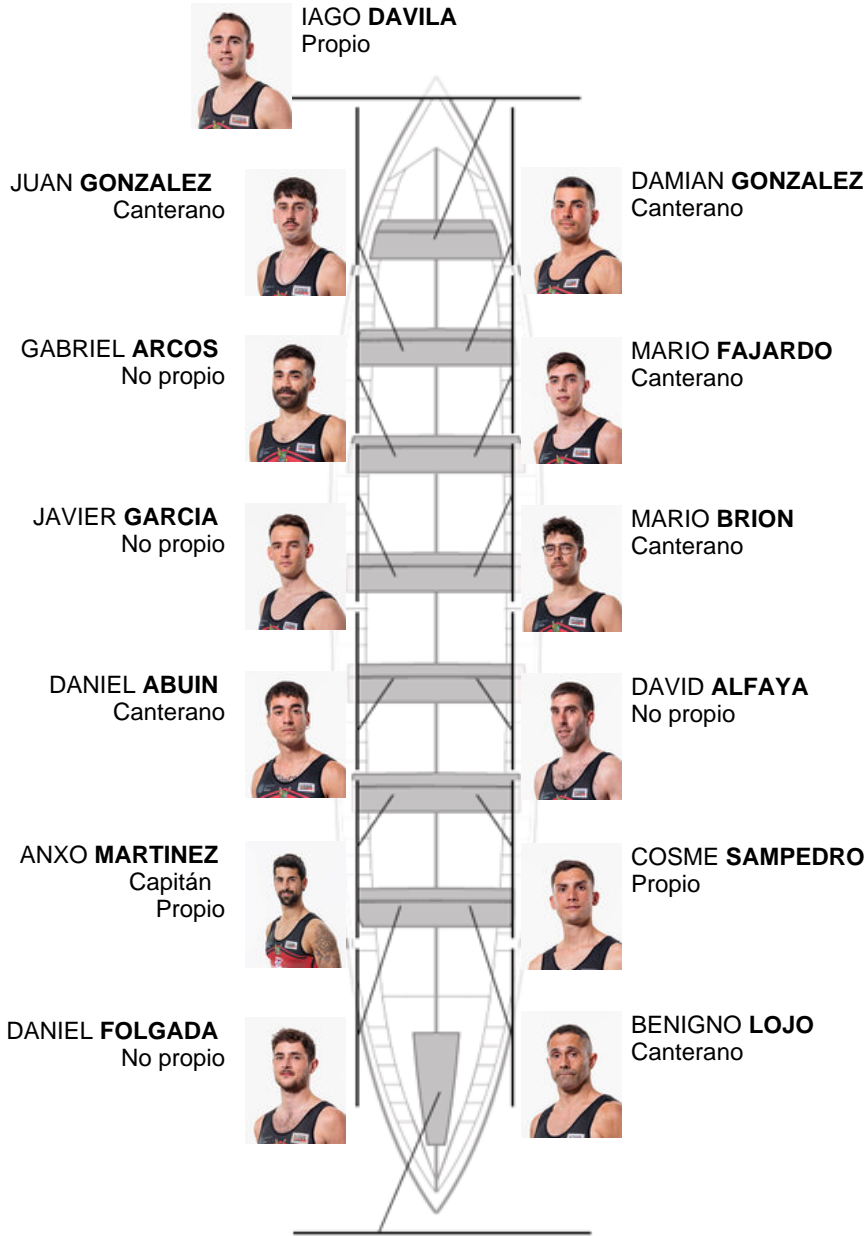 IAGO DAVILA
Propio
JUAN GONZALEZ
Canterano
DAMIAN GONZALEZ
Canterano
GABRIEL ARCOS
No propio
MARIO FAJARDO
Canterano
JAVIER GARCIA
No propio
MARIO BRION
Canterano
DANIEL ABUIN
Canterano
DAVID ALFAYA
No propio
ANXO MARTINEZ
Capitán
Propio
COSME SAMPEDRO
Propio
DANIEL FOLGADA
No propio
BENIGNO LOJO
Canterano